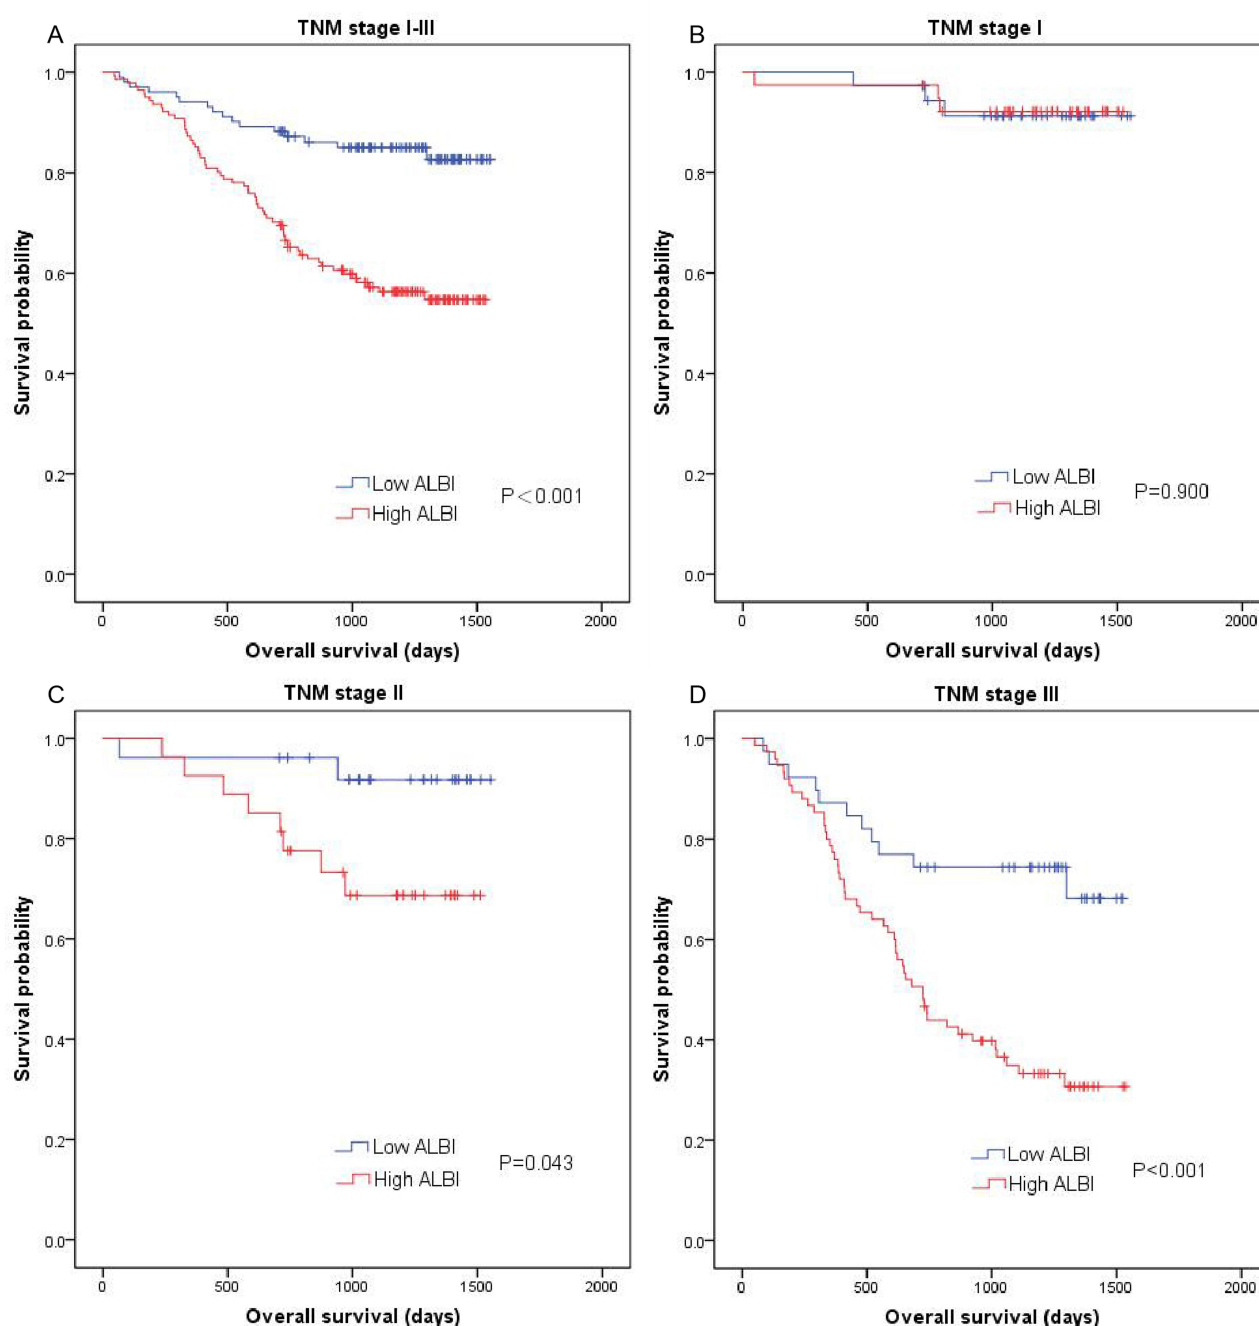 A
TNM stage I-III
Survival probability
1.0
0.8
0.6
0.4
0.2
0.0
Low ALBI
High ALBI
P<0.001
0 500 1000 1500 2000
Overall survival (days)
B
TNM stage I
Survival probability
1.0
0.8
0.6
0.4
0.2
0.0
Low ALBI
High ALBI
P=0.900
0 500 1000 1500 2000
Overall survival (days)
C
TNM stage II
Survival probability
1.0
0.8
0.6
0.4
0.2
0.0
Low ALBI
High ALBI
P=0.043
0 500 1000 1500 2000
Overall survival (days)
D
TNM stage III
Survival probability
1.0
0.8
0.6
0.4
0.2
0.0
Low ALBI
High ALBI
P<0.001
0 500 1000 1500 2000
Overall survival (days)